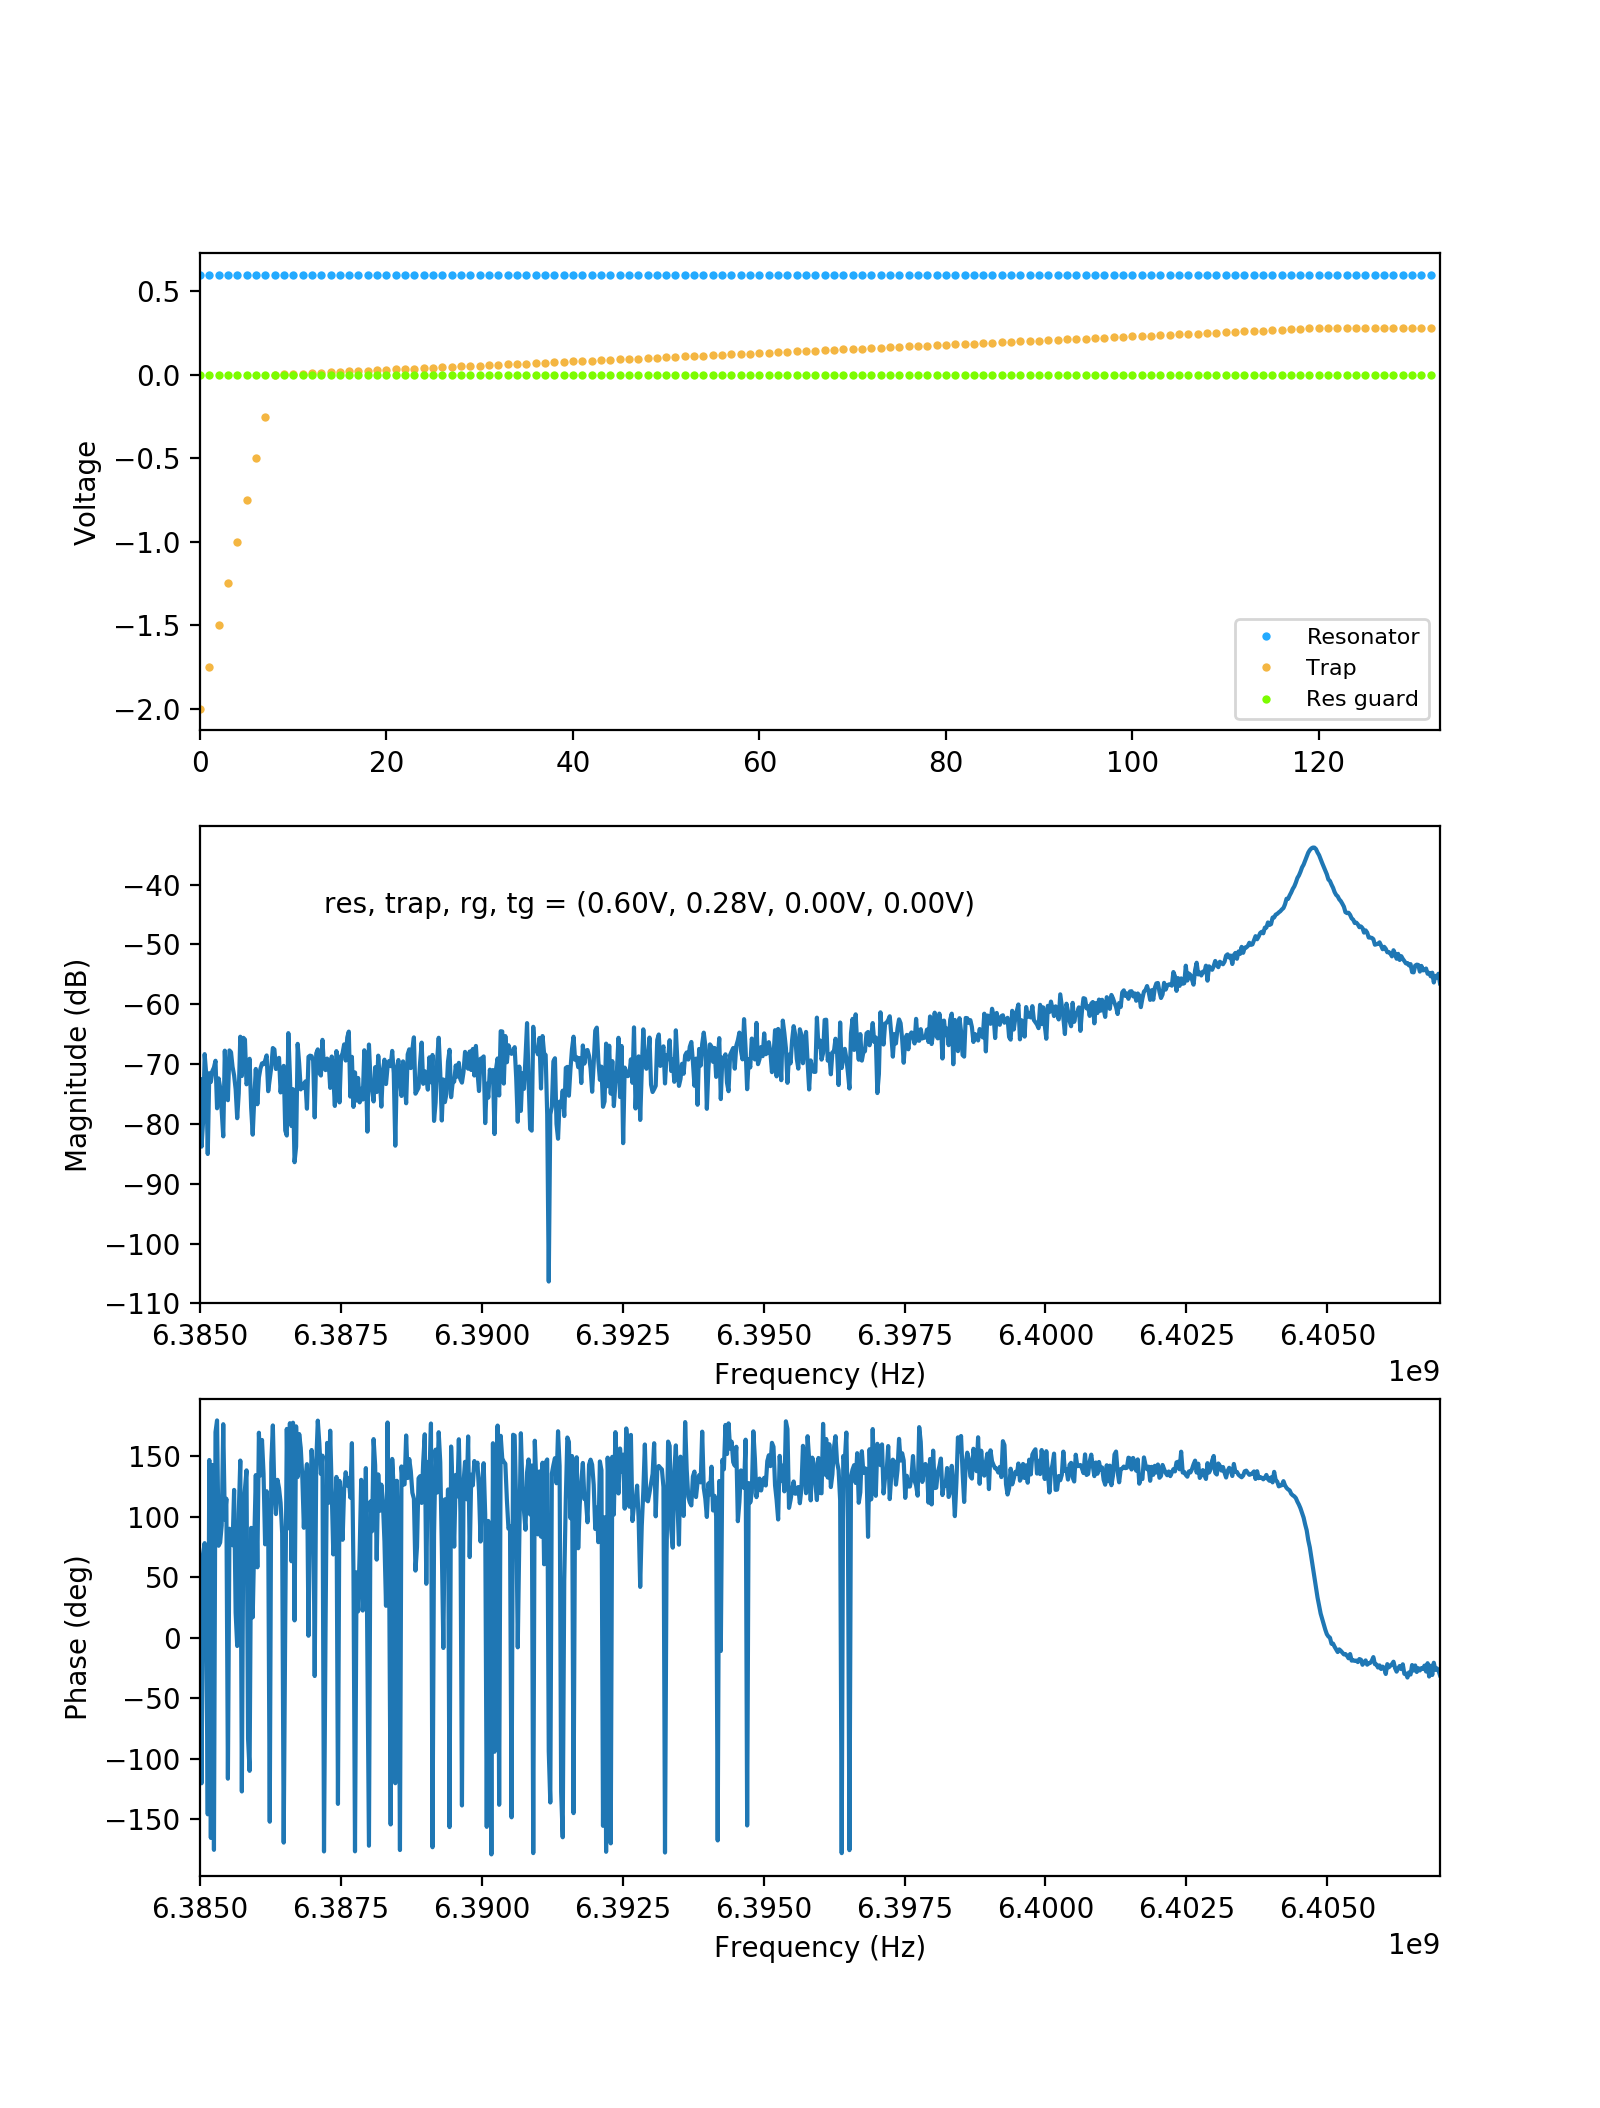 0.5
0.0
−0.5
−1.0
−1.5
−2.0
Voltage
Resonator
Trap
Res guard
0 20 40 60 80 100 120
−40
−50
−60
−70
−80
−90
−100
−110
Magnitude (dB)
res, trap, rg, tg = (0.60V, 0.28V, 0.00V, 0.00V)
6.3850 6.3875 6.3900 6.3925 6.3950 6.3975 6.4000 6.4025 6.4050
1e9
Frequency (Hz)
150
100
50
0
−50
−100
−150
Phase (deg)
6.3850 6.3875 6.3900 6.3925 6.3950 6.3975 6.4000 6.4025 6.4050
1e9
Frequency (Hz)